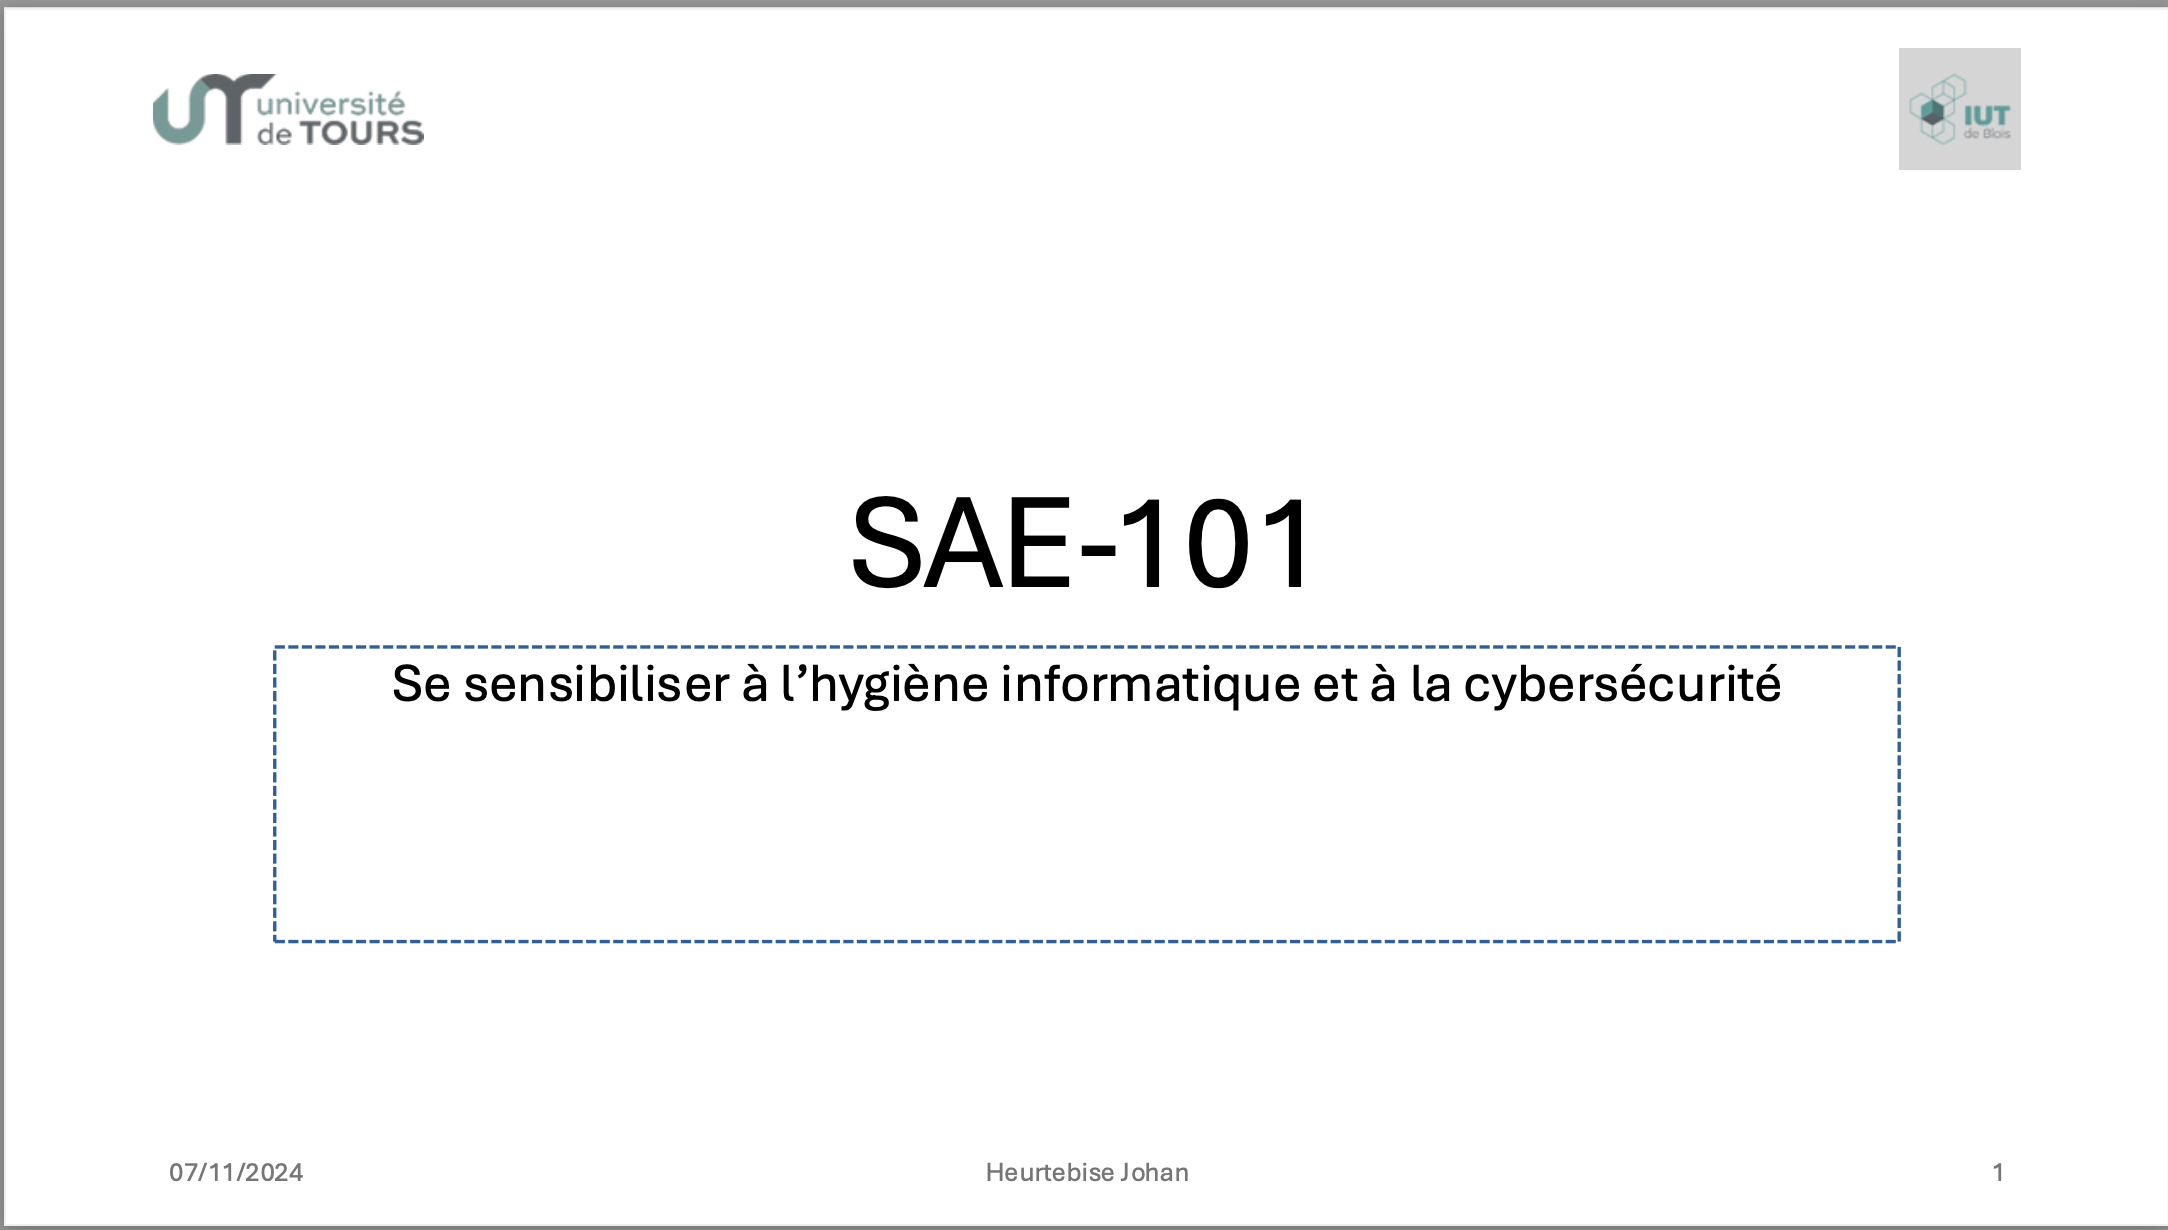 université
de TOURS
IUT
de Blois
SAE-101
Se sensibiliser à l’hygiène informatique et à la cybersécurité
07/11/2024
Heurtebise Johan
1